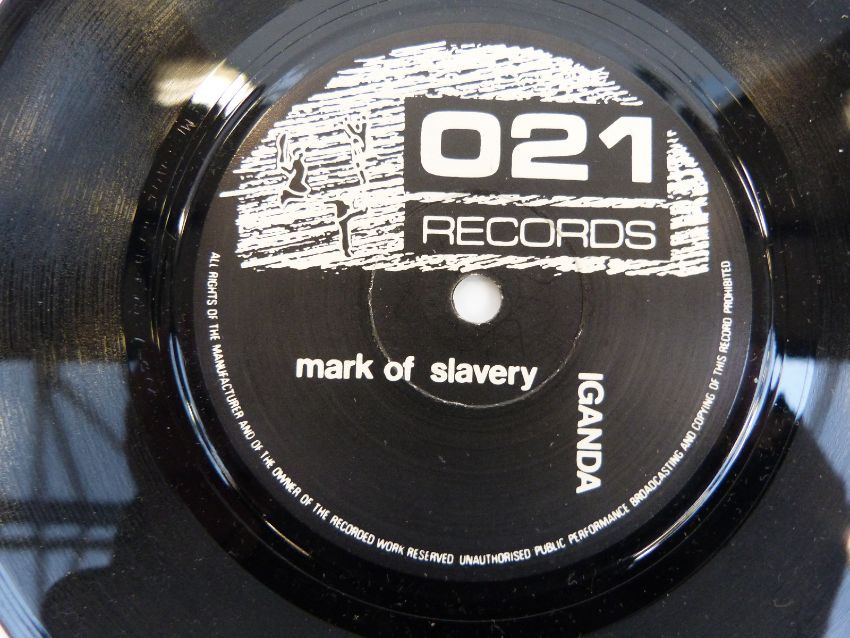 021
RECORDS
mark of slavery
IGANDA
ALL RIGHTS OF THE MANUFACTURER AND OF THE OWNER OF THE RECORDED WORK RESERVED UNAUTHORISED PUBLIC PERFORMANCE BROADCASTING AND COPYING OF THIS RECORD PROHIBITED